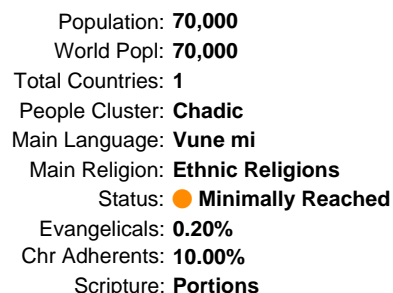 Population: 70,000
World Popl: 70,000
Total Countries: 1
People Cluster: Chadic
Main Language: Vune mi
Main Religion: Ethnic Religions
Status: Minimally Reached
Evangelicals: 0.20%
Chr Adherents: 10.00%
Scripture: Portions